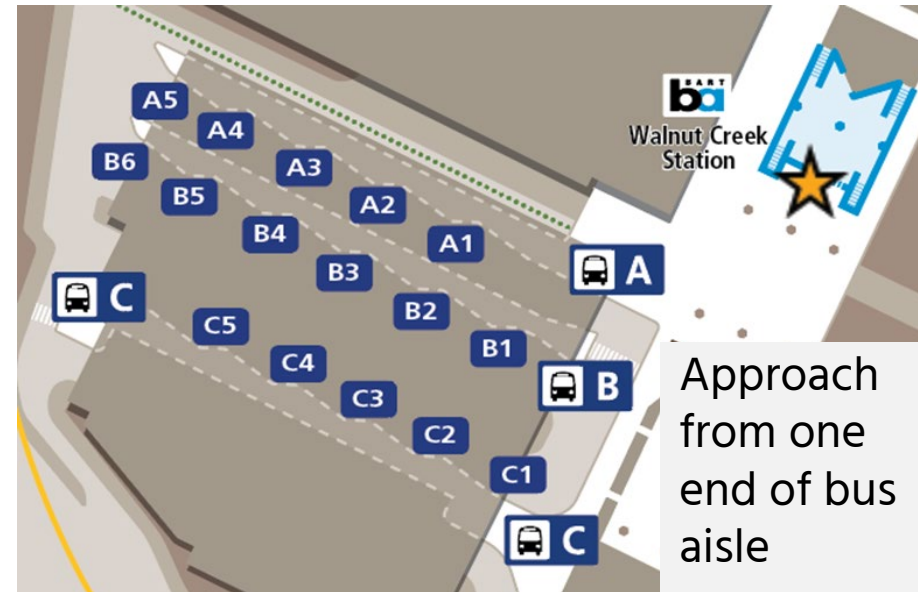 BART
ba
Walnut Creek
Station
A5
A4
A3
A2
A1
A
B6
B5
B4
B3
B2
B1
B
C
C5
C4
C3
C2
C1
C
Approach
from one
end of bus
aisle